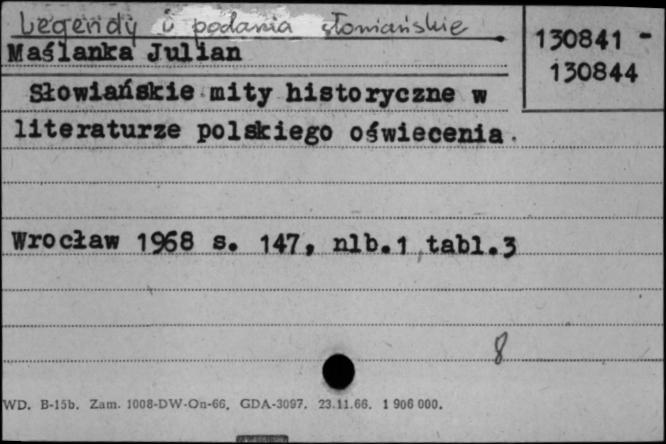 Legendy i podania słowiańskie
130841 -
130844
Maślanka Julian
Słowiańskie mity historyczne w
literaturze polskiego oświecenia.
Wrocław 1968 s. 147, nlb.1 tabl.3
8
WD. B-15b. Zam. 1008-DW-On-66. GDA-3097. 23.11.66. 1 906 000.